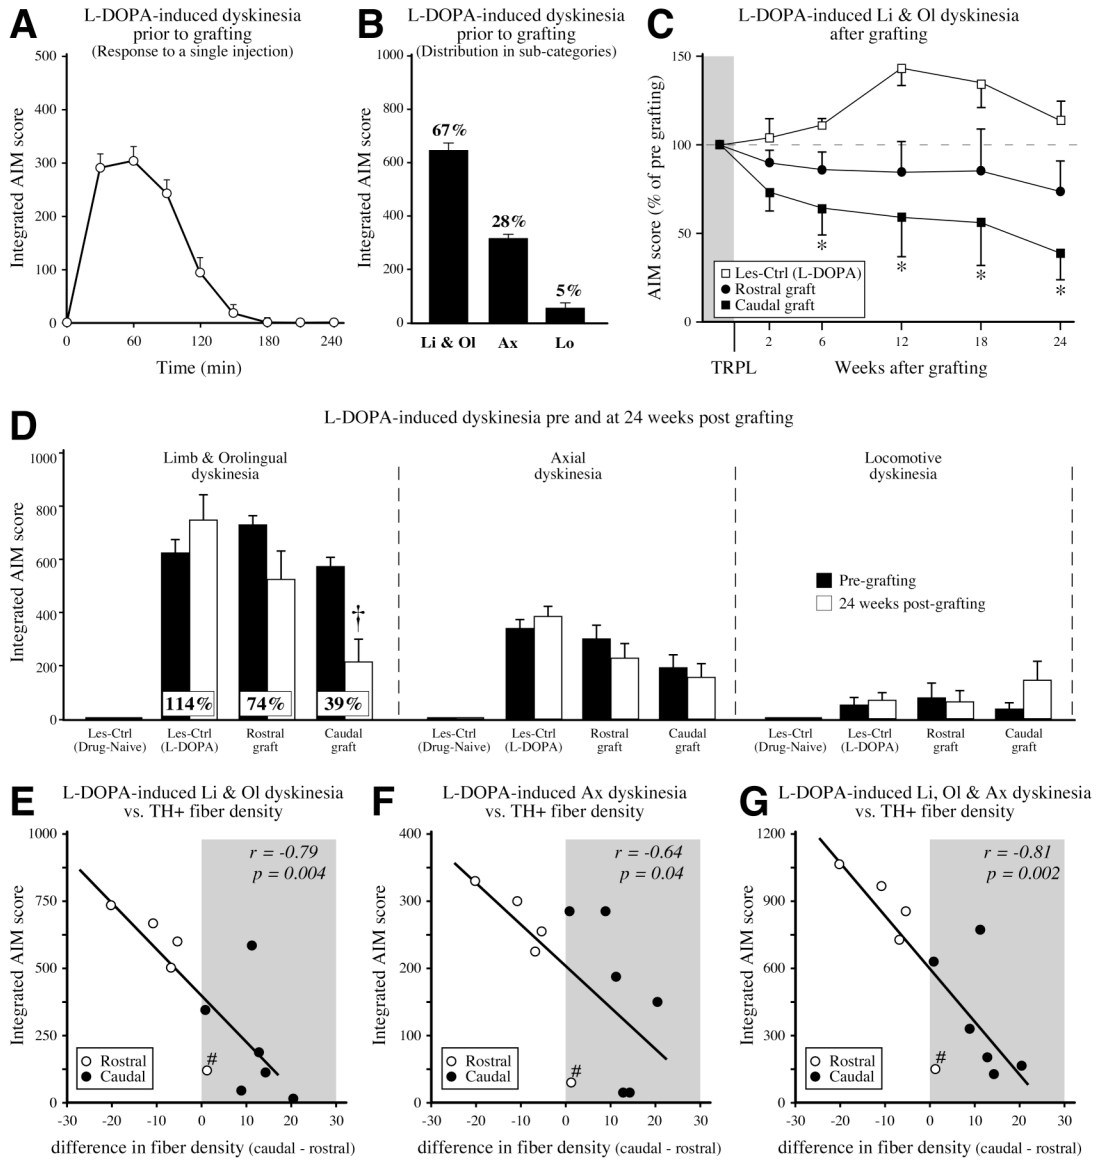 A
L-DOPA-induced dyskinesia
prior to grafting
(Response to a single injection)
Integrated AIM score
500
400
300
200
100
0
0 60 120 180 240
Time (min)
B
L-DOPA-induced dyskinesia
prior to grafting
(Distribution in sub-categories)
Integrated AIM score
1000
800
600
400
200
0
67%
28%
5%
Li & Ol Ax Lo
C
L-DOPA-induced Li & Ol dyskinesia
after grafting
AIM score (% of pre grafting)
150
100
50
0
* * * *
Les-Ctrl (L-DOPA)
Rostral graft
Caudal graft
2 6 12 18 24
TRPL Weeks after grafting
D
L-DOPA-induced dyskinesia pre and at 24 weeks post grafting
Integrated AIM score
1000
800
600
400
200
0
Limb & Orolingual
dyskinesia
Axial
dyskinesia
Locomotive
dyskinesia
Pre-grafting
24 weeks post-grafting
†
114% 74% 39%
Les-Ctrl Les-Ctrl Rostral Caudal Les-Ctrl Les-Ctrl Rostral Caudal Les-Ctrl Les-Ctrl Rostral Caudal
(Drug-Naive) (L-DOPA) graft graft (Drug-Naive) (L-DOPA) graft graft (Drug-Naive) (L-DOPA) graft graft
E
L-DOPA-induced Li & Ol dyskinesia
vs. TH+ fiber density
Integrated AIM score
1000
750
500
250
0
r = -0.79
p = 0.004
#
Rostral
Caudal
-30 -20 -10 0 10 20 30
difference in fiber density (caudal - rostral)
F
L-DOPA-induced Ax dyskinesia
vs. TH+ fiber density
Integrated AIM score
400
300
200
100
0
r = -0.64
p = 0.04
#
Rostral
Caudal
-30 -20 -10 0 10 20 30
difference in fiber density (caudal - rostral)
G
L-DOPA-induced Li, Ol & Ax dyskinesia
vs. TH+ fiber density
Integrated AIM score
1200
900
600
300
0
r = -0.81
p = 0.002
#
Rostral
Caudal
-30 -20 -10 0 10 20 30
difference in fiber density (caudal - rostral)